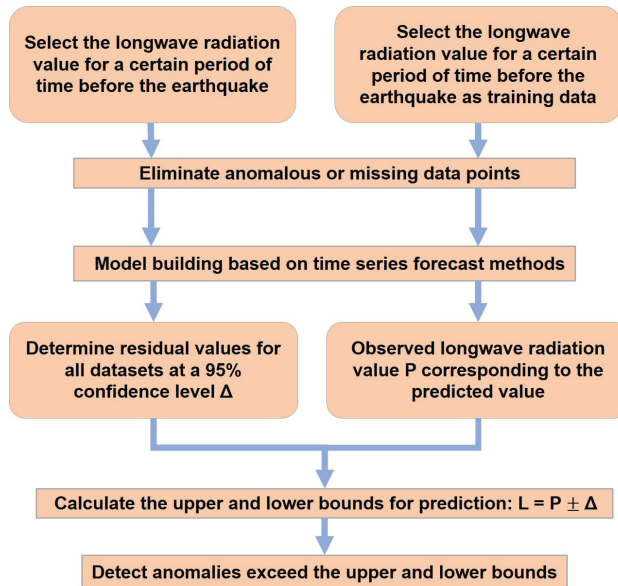 Select the longwave radiation
value for a certain period of
time before the earthquake
Select the longwave
radiation value for a certain
period of time before the
earthquake as training data
Eliminate anomalous or missing data points
Model building based on time series forecast methods
Determine residual values for
all datasets at a 95%
confidence level Δ
Observed longwave radiation
value P corresponding to the
predicted value
Calculate the upper and lower bounds for prediction: L = P ± Δ
Detect anomalies exceed the upper and lower bounds